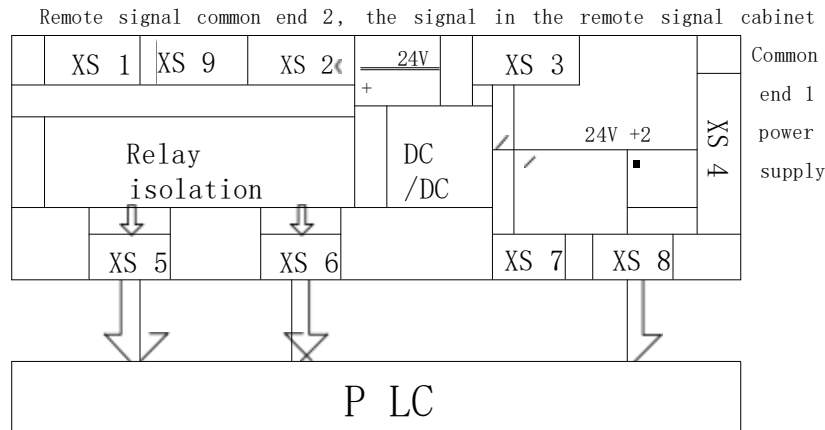 Remote signal common end 2, the signal in the remote signal cabinet
Common
end 1
power
supply
XS 1 XS 9 XS 2 24V XS 3
+
XS 4
24V +2
Relay
isolation
DC
/DC
XS 5 XS 6 XS 7 XS 8
P LC